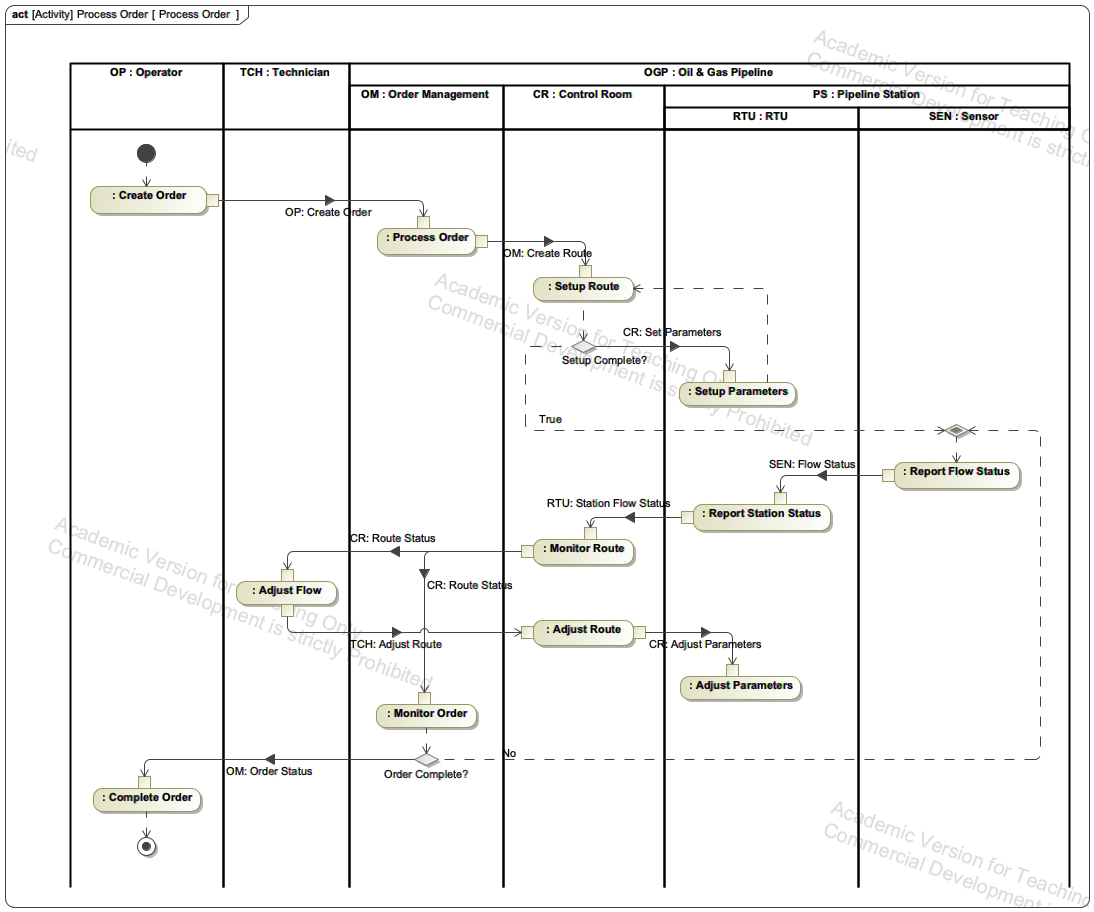 act [Activity] Process Order [ Process Order ]
OP : Operator
TCH : Technician
OGP : Oil & Gas Pipeline
OM : Order Management
CR : Control Room
PS : Pipeline Station
RTU : RTU
SEN : Sensor
Academic Version for Teaching O
Commercial Development is strictl
ited
: Create Order
OP: Create Order
: Process Order
OM: Create Route
: Setup Route
Academic Version for Teaching On
Commercial Development is strictly Prohibited
CR: Set Parameters
Setup Complete?
: Setup Parameters
True
SEN: Flow Status
: Report Flow Status
RTU: Station Flow Status
: Report Station Status
CR: Route Status
: Monitor Route
Academic Version for Teaching Only
Commercial Development is strictly Prohibited
CR: Route Status
: Adjust Flow
TCH: Adjust Route
: Adjust Route
CR: Adjust Parameters
: Adjust Parameters
: Monitor Order
No
OM: Order Status
Order Complete?
: Complete Order
Academic Version for Teaching
Commercial Development is